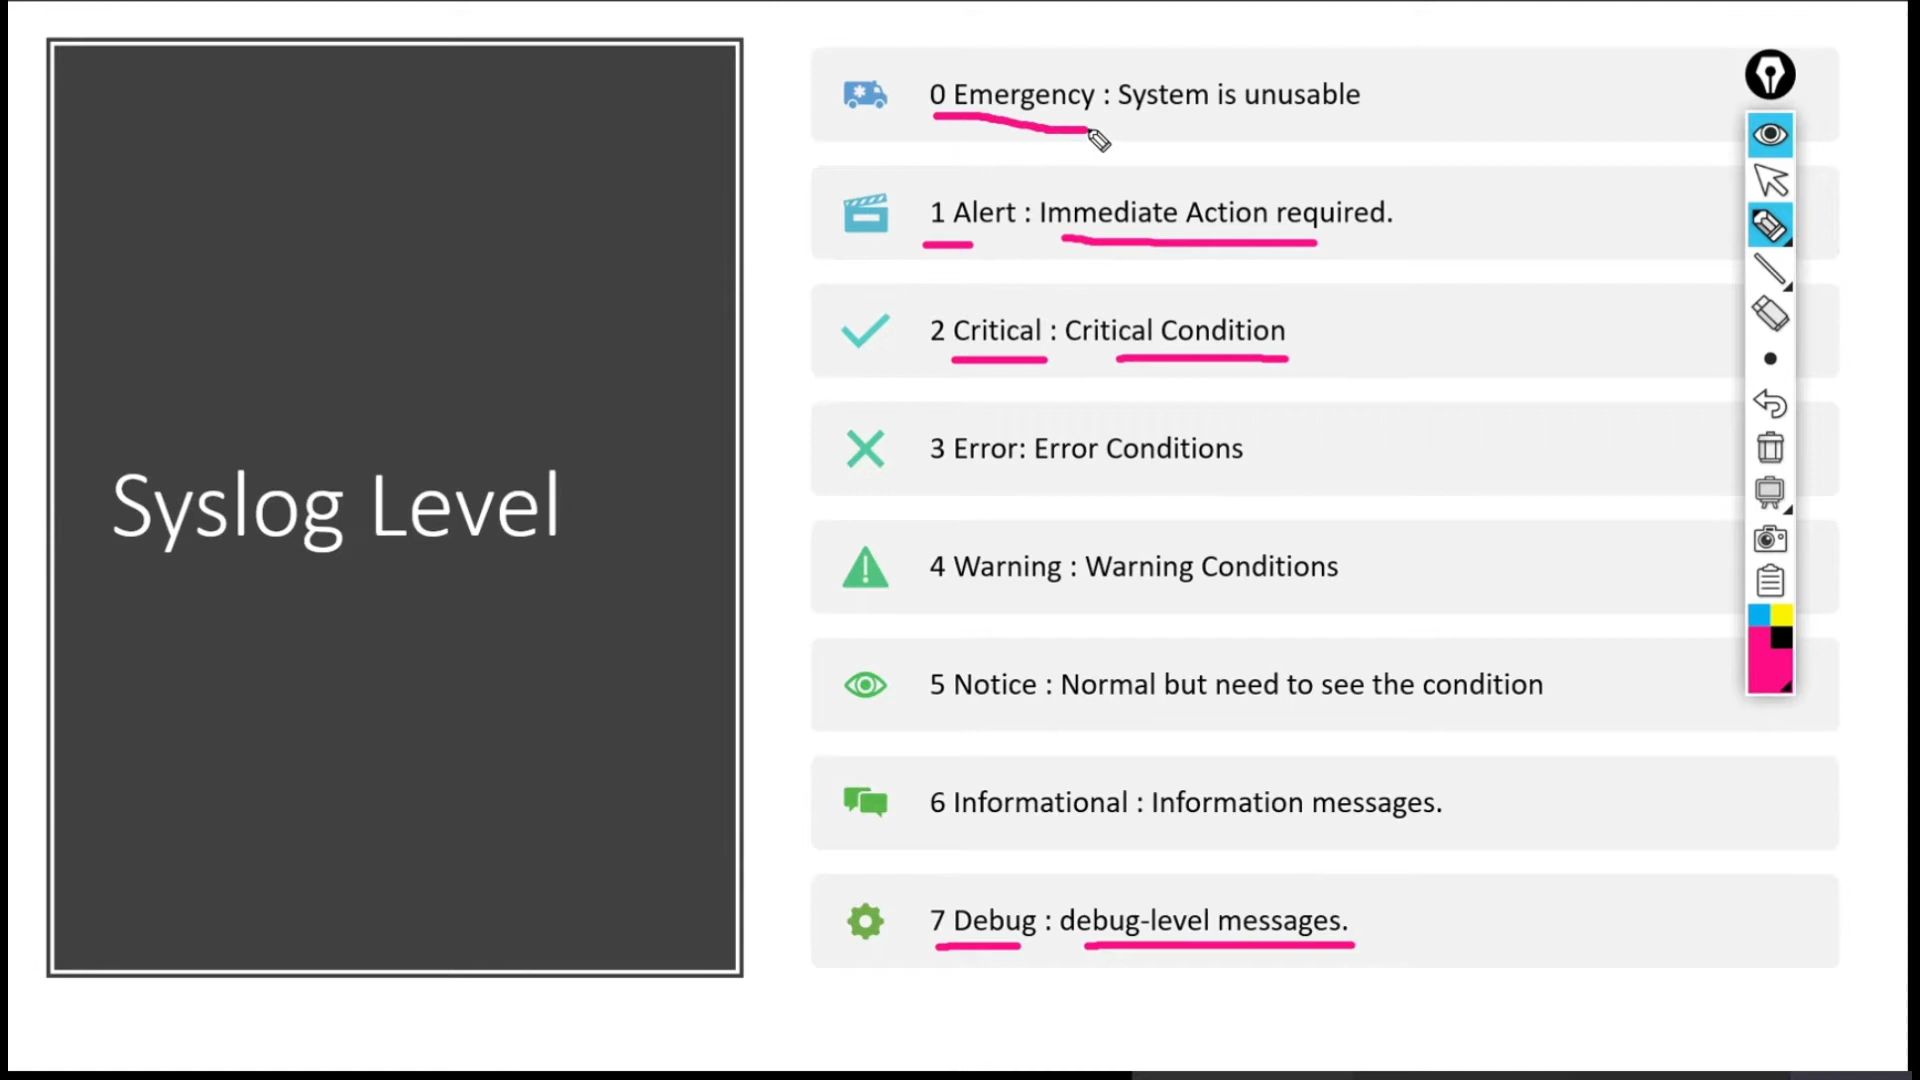 Syslog Level
0 Emergency : System is unusable
1 Alert : Immediate Action required.
2 Critical : Critical Condition
3 Error: Error Conditions
4 Warning : Warning Conditions
5 Notice : Normal but need to see the condition
6 Informational : Information messages.
7 Debug : debug-level messages.